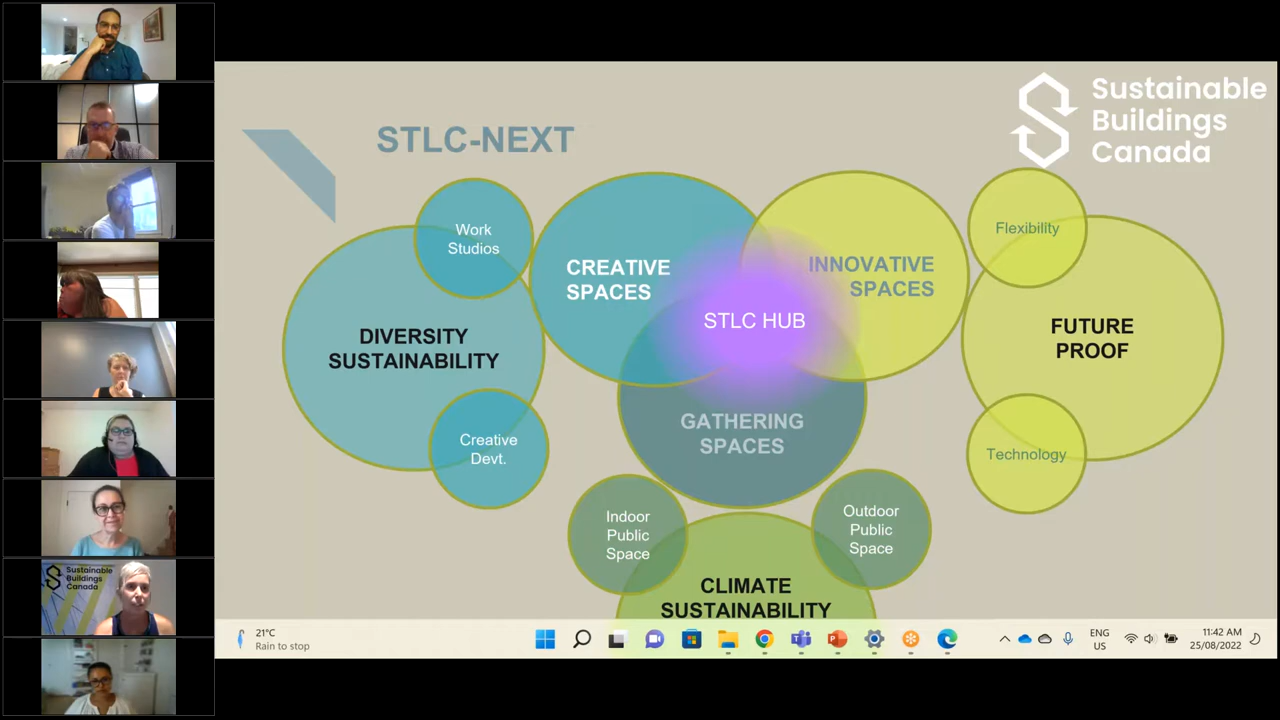 Sustainable
Buildings
Canada
STLC-NEXT
Work
Studios
CREATIVE
SPACES
INNOVATIVE
SPACES
Flexibility
STLC HUB
DIVERSITY
SUSTAINABILITY
FUTURE
PROOF
GATHERING
SPACES
Creative
Devt.
Technology
Indoor
Public
Space
Outdoor
Public
Space
CLIMATE
SUSTAINABILITY
Sustainable
Buildings
Canada
21°C
Rain to stop
ENG
US
11:42 AM
25/08/2022